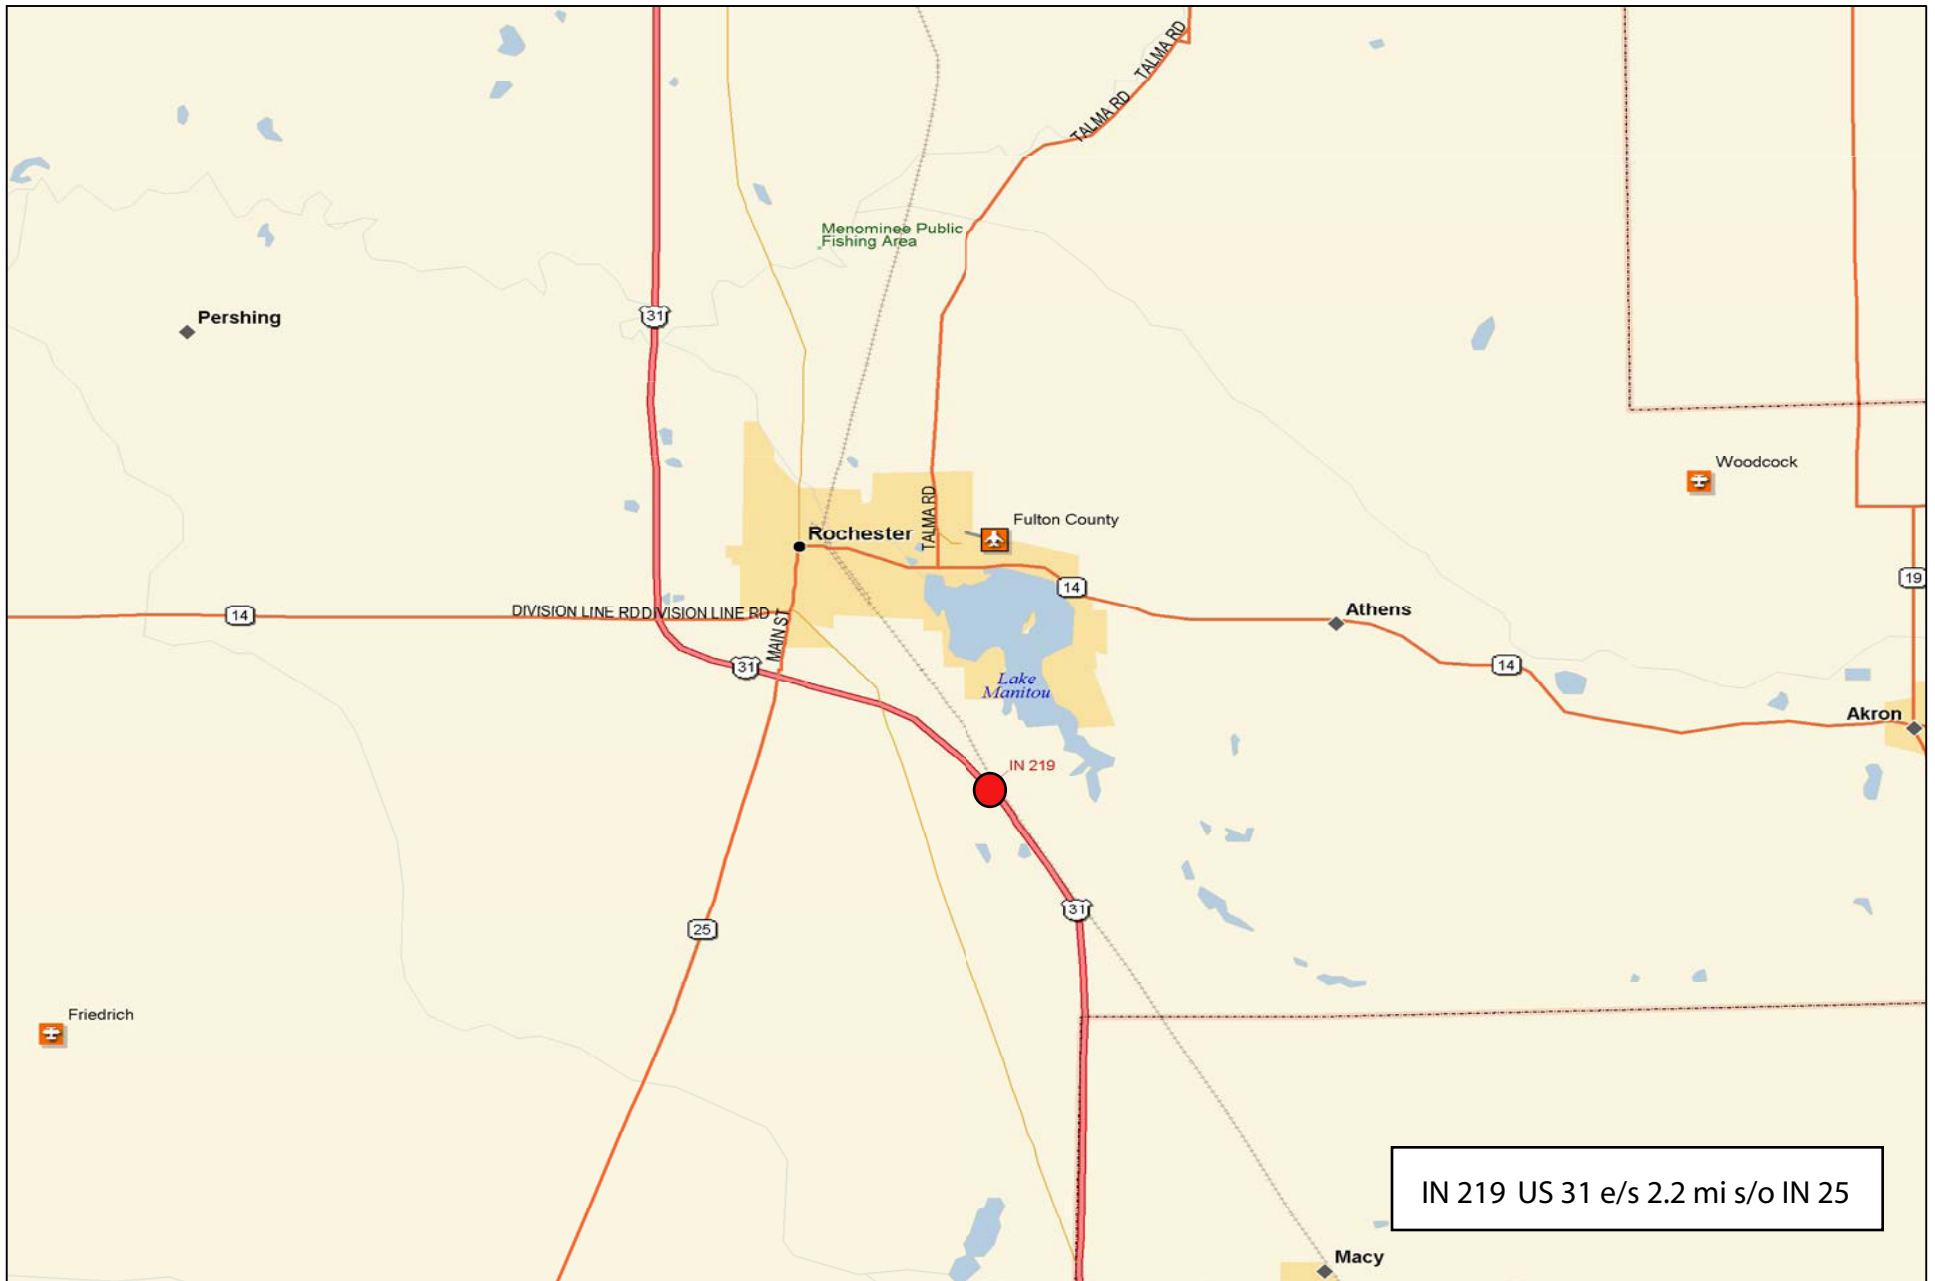 TALMA RD
TALMA RD
Menominee Public
Fishing Area
Pershing
31
Woodcock
TALMA RD
Fulton County
Rochester
14
19
14
DIVISION LINE RD
DIVISION LINE RD
MAIN ST
Athens
31
14
Lake
Manitou
Akron
IN 219
31
25
Friedrich
IN 219 US 31 e/s 2.2 mi s/o IN 25
Macy